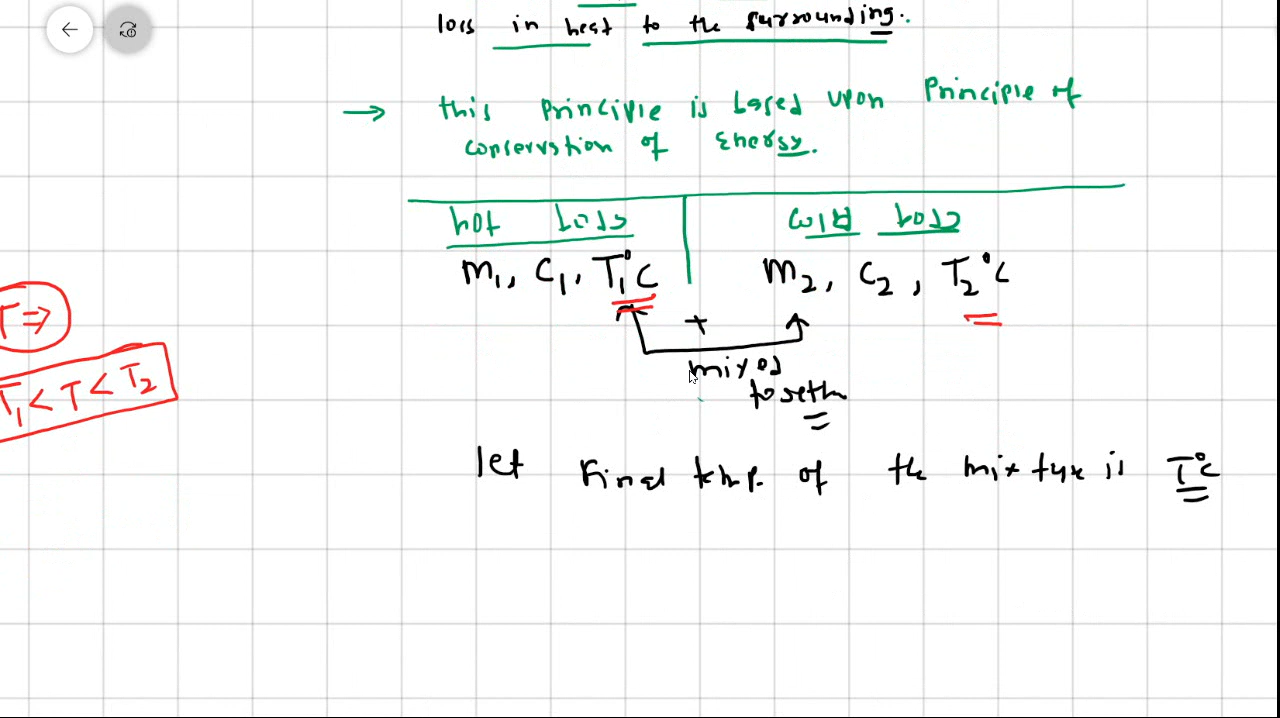 loss in heat to the surrounding.
→ this Principle is based upon Principle of
conservation of Energy.
hot body cold body
m₁, C₁, T₁°C m₂, C₂, T₂°C
T ⇒
+
T₁ < T < T₂
mixed
together
let Final temp. of the mixture is T°C